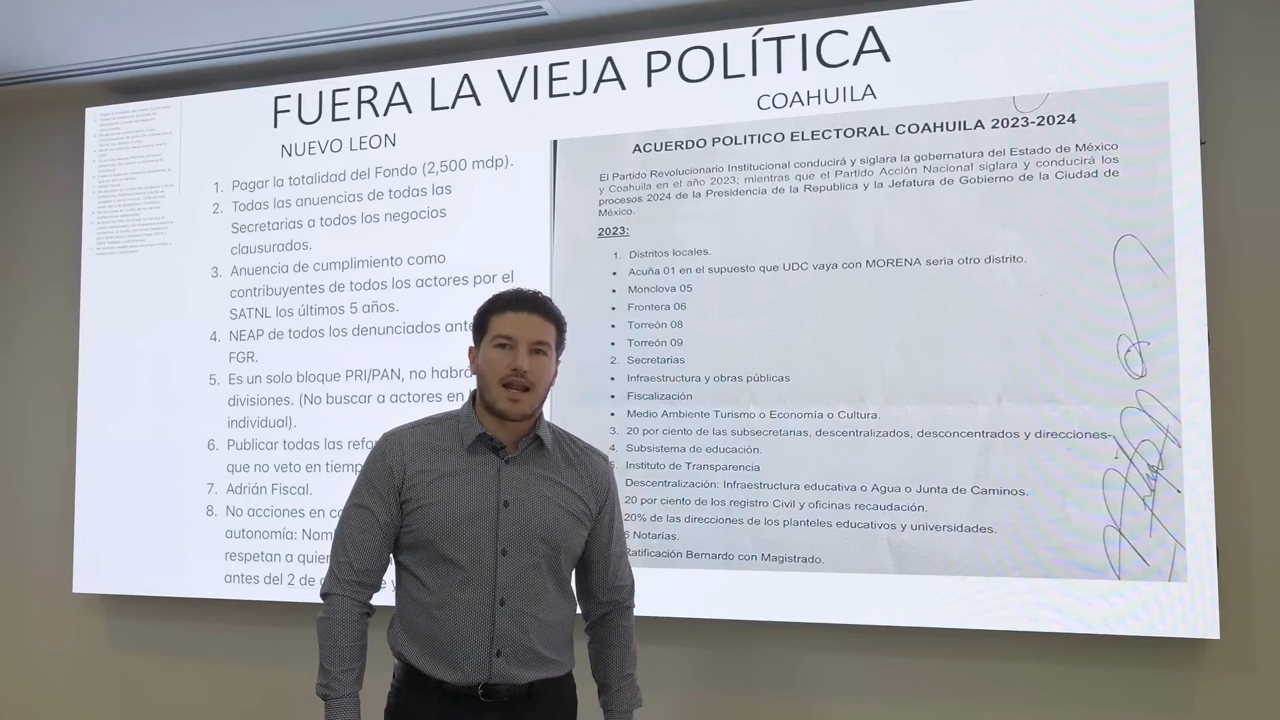 FUERA LA VIEJA POLÍTICA
NUEVO LEON
1. Pagar la totalidad del Fondo (2,500 mdp).
2. Todas las anuencias de todas las
Secretarias a todos los negocios
clausurados.
3. Anuencia de cumplimiento como
contribuyentes de todos los actores por el
SATNL los últimos 5 años.
4. NEAP de todos los denunciados ante
FGR.
5. Es un solo bloque PRI/PAN, no habrá
divisiones. (No buscar a actores en
individual).
6. Publicar todas las
que no veto en
7. Adrián Fiscal.
8. No acciones en
autonomía:
respetan a
antes del 2 de
COAHUILA
ACUERDO POLITICO ELECTORAL COAHUILA 2023-2024
El Partido Revolucionario Institucional conducirá y siglara la gobernatura del Estado de México
y Coahuila en el año 2023; mientras que el Partido Acción Nacional siglara y conducirá los
procesos 2024 de la Presidencia de la Republica y la Jefatura de Gobierno de la Ciudad de
México.
2023:
1. Distritos locales.
• Acuña 01 en el supuesto que UDC vaya con MORENA seria otro distrito.
• Monclova 05
• Frontera 06
• Torreón 08
• Torreón 09
2. Secretarias
• Infraestructura y obras públicas
• Fiscalización
• Medio Ambiente Turismo o Economía o Cultura.
3. 20 por ciento de las subsecretarias, descentralizados, desconcentrados y direcciones-
4. Subsistema de educación.
5. Instituto de Transparencia
Descentralización: Infraestructura educativa o Agua o Junta de Caminos.
20 por ciento de los registro Civil y oficinas recaudación.
20% de las direcciones de los planteles educativos y universidades.
6 Notarías.
Ratificación Bernardo con Magistrado.